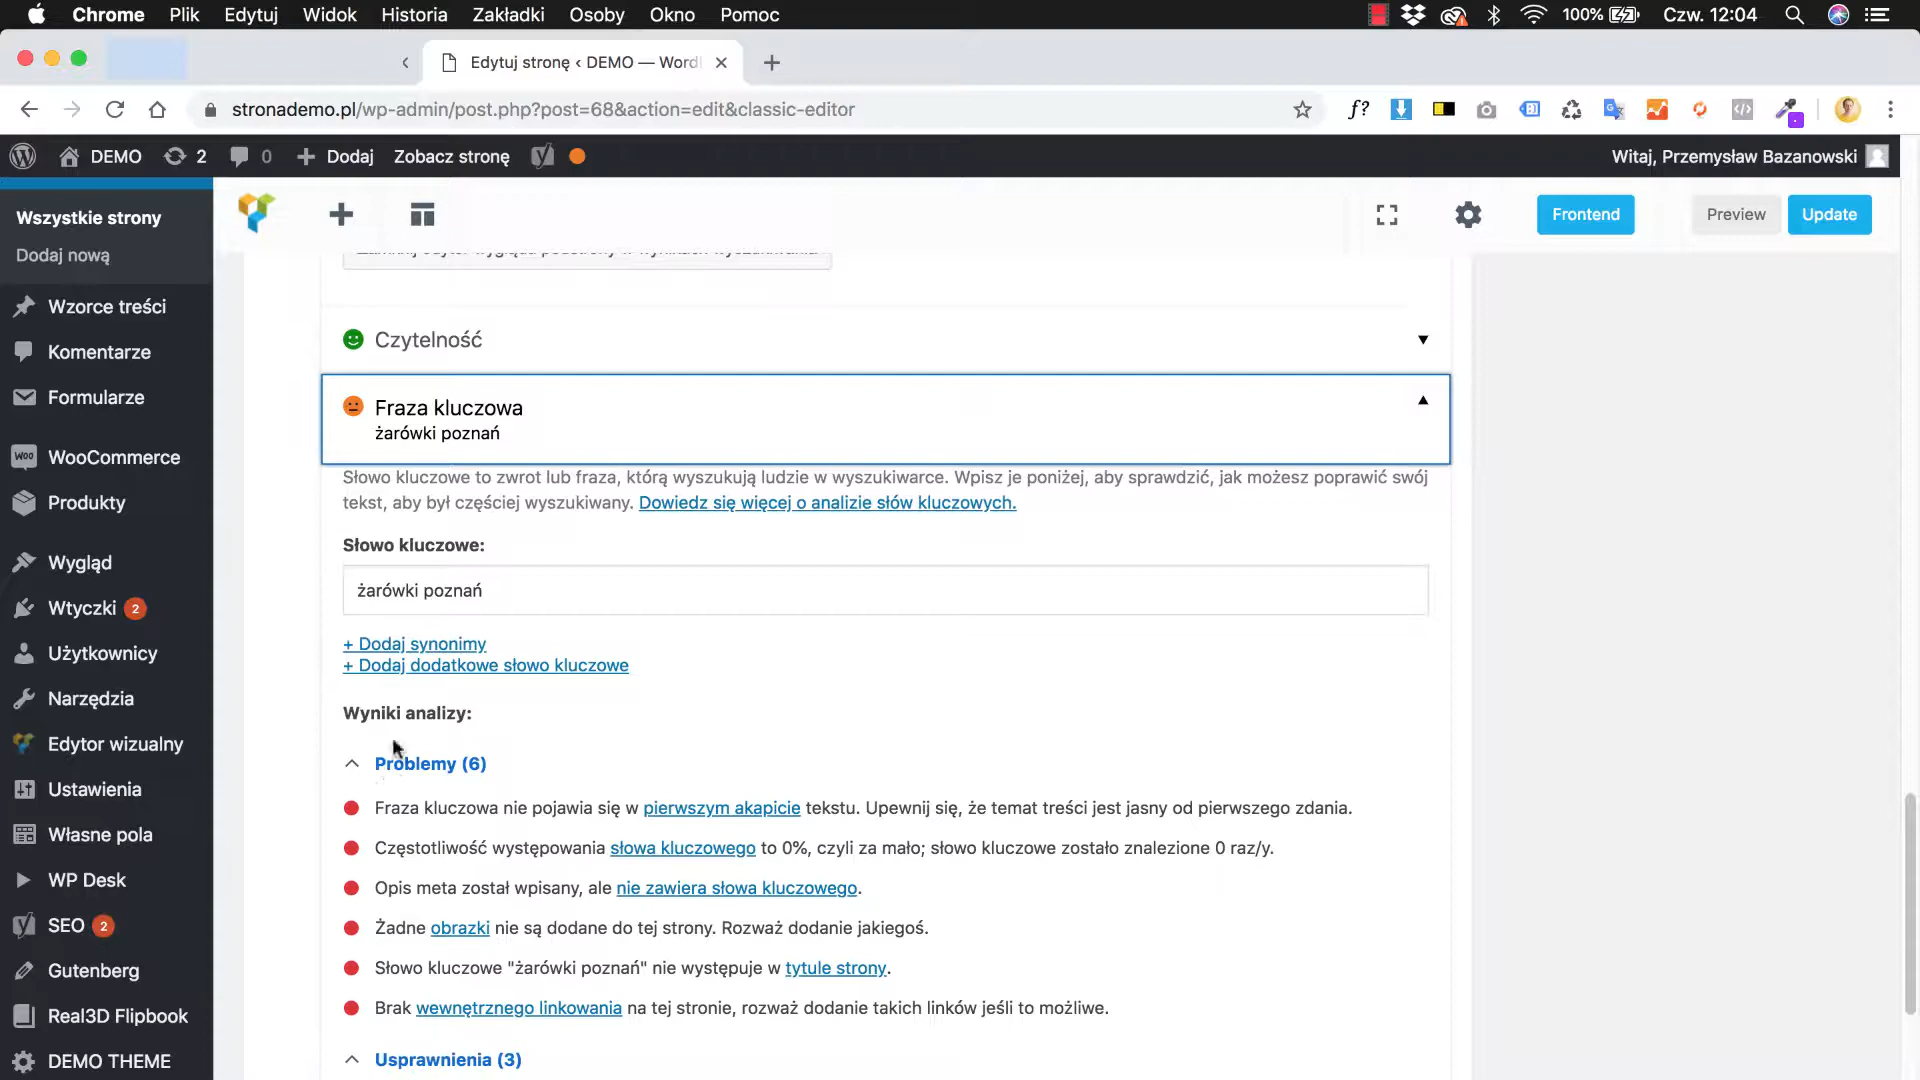 Chrome Plik Edytuj Widok Historia Zakładki Osoby Okno Pomoc 100% Czw. 12:04
Edytuj stronę ‹ DEMO — Word
stronademo.pl/wp-admin/post.php?post=68&action=edit&classic-editor f?
DEMO 2 0 Dodaj Zobacz stronę Witaj, Przemysław Bazanowski
Wszystkie strony
Dodaj nową
Wzorce treści
Komentarze
Formularze
WooCommerce
Produkty
Wygląd
Wtyczki 2
Użytkownicy
Narzędzia
Edytor wizualny
Ustawienia
Własne pola
WP Desk
SEO 2
Gutenberg
Real3D Flipbook
DEMO THEME
Frontend Preview Update
Czytelność
Fraza kluczowa
żarówki poznań
Słowo kluczowe to zwrot lub fraza, którą wyszukują ludzie w wyszukiwarce. Wpisz je poniżej, aby sprawdzić, jak możesz poprawić swój
tekst, aby był częściej wyszukiwany. Dowiedz się więcej o analizie słów kluczowych.
Słowo kluczowe:
żarówki poznań
+ Dodaj synonimy
+ Dodaj dodatkowe słowo kluczowe
Wyniki analizy:
Problemy (6)
Fraza kluczowa nie pojawia się w pierwszym akapicie tekstu. Upewnij się, że temat treści jest jasny od pierwszego zdania.
Częstotliwość występowania słowa kluczowego to 0%, czyli za mało; słowo kluczowe zostało znalezione 0 raz/y.
Opis meta został wpisany, ale nie zawiera słowa kluczowego.
Żadne obrazki nie są dodane do tej strony. Rozważ dodanie jakiegoś.
Słowo kluczowe "żarówki poznań" nie występuje w tytule strony.
Brak wewnętrznego linkowania na tej stronie, rozważ dodanie takich linków jeśli to możliwe.
Usprawnienia (3)